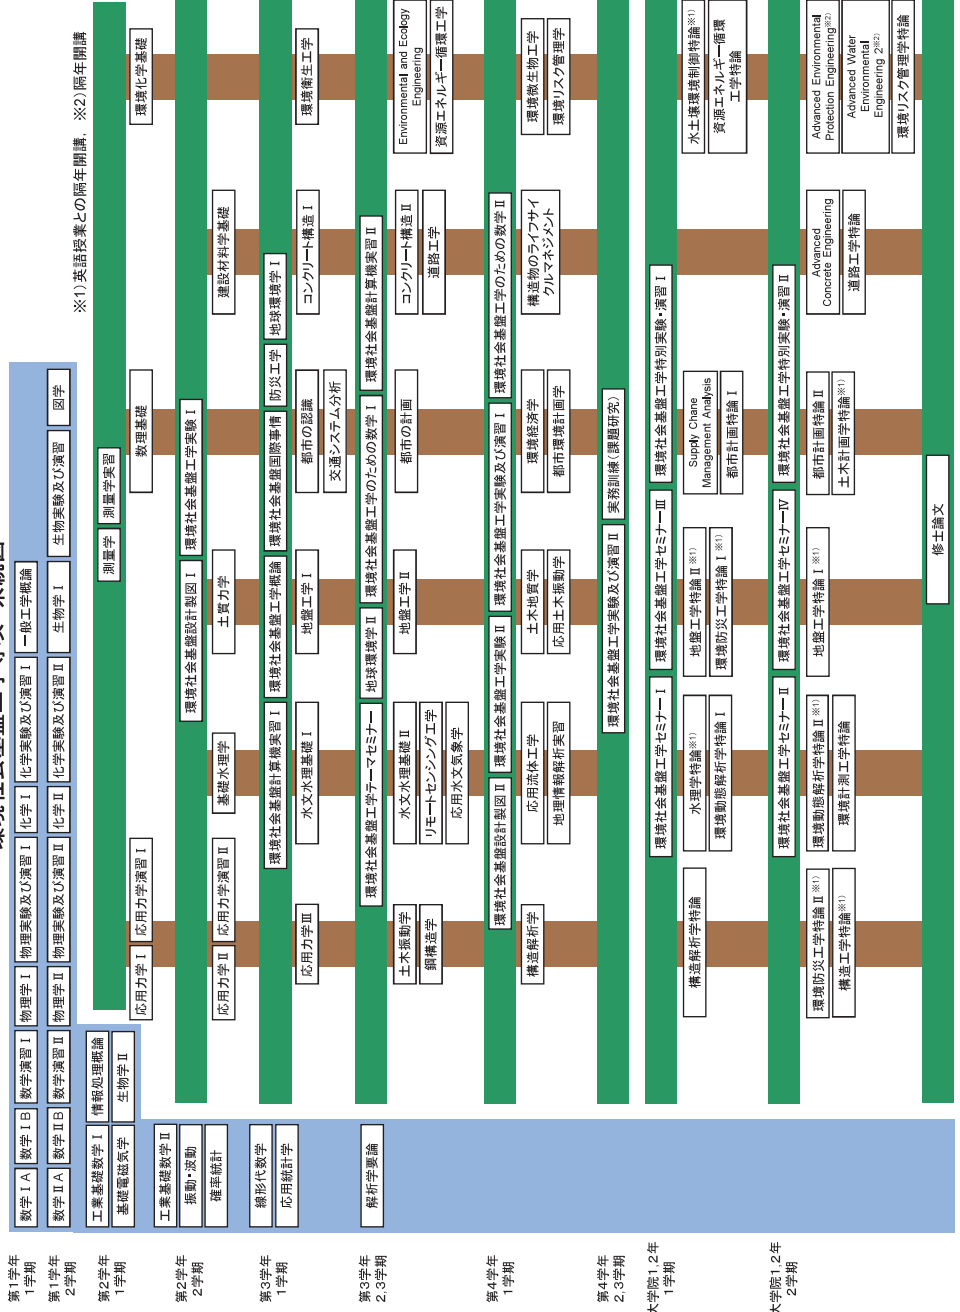 ※1)英語授業との隔年開講，※2)隔年開講
第1学年
1学期
数学ⅠA
数学ⅠB
数学演習Ⅰ
物理学Ⅰ
物理実験及び演習Ⅰ
化学Ⅰ
化学実験及び演習Ⅰ
一般工学概論
第1学年
2学期
数学ⅡA
数学ⅡB
数学演習Ⅱ
物理学Ⅱ
物理実験及び演習Ⅱ
化学Ⅱ
化学実験及び演習Ⅱ
生物学Ⅰ
生物実験及び演習
図学
第2学年
1学期
工業基礎数学Ⅰ
情報処理概論
基礎電磁気学
生物学Ⅱ
測量学
測量学実習
応用力学Ⅰ
応用力学演習Ⅰ
数理基礎
環境化学基礎
第2学年
2学期
工業基礎数学Ⅱ
振動・波動
確率統計
環境社会基盤設計製図Ⅰ
環境社会基盤工学実験Ⅰ
応用力学Ⅱ
応用力学演習Ⅱ
基礎水理学
土質力学
建設材料学基礎
第3学年
1学期
線形代数学
応用統計学
環境社会基盤計算機実習Ⅰ
環境社会基盤工学概論
環境社会基盤国際事情
防災工学
地球環境学Ⅰ
応用力学Ⅲ
水文水理基礎Ⅰ
地盤工学Ⅰ
都市の認識
交通システム分析
コンクリート構造Ⅰ
環境衛生工学
第3学年
2,3学期
解析学要論
環境社会基盤工学テーマセミナー
地球環境学Ⅱ
環境社会基盤工学のための数学Ⅰ
環境社会基盤計算機実習Ⅱ
土木振動学
鋼構造学
水文水理基礎Ⅱ
リモートセンシング工学
応用水文気象学
地盤工学Ⅱ
都市の計画
コンクリート構造Ⅱ
道路工学
Environmental and Ecology
Engineering
資源エネルギー循環工学
第4学年
1学期
環境社会基盤設計製図Ⅱ
環境社会基盤工学実験Ⅱ
環境社会基盤工学実験及び演習Ⅰ
環境社会基盤工学のための数学Ⅱ
構造解析学
応用流体工学
地理情報解析実習
土木地質学
応用土木振動学
環境経済学
都市環境計画学
構造物のライフサイ
クルマネジメント
環境微生物工学
環境リスク管理学
第4学年
2,3学期
環境社会基盤工学実験及び演習Ⅱ
実務訓練(課題研究)
大学院1,2年
1学期
環境社会基盤工学セミナーⅠ
環境社会基盤工学セミナーⅢ
環境社会基盤工学特別実験・演習Ⅰ
構造解析学特論
水理学特論※1)
環境動態解析学特論Ⅰ
地盤工学特論Ⅱ※1)
環境防災工学特論Ⅰ※1)
Supply Chane
Management Analysis
都市計画特論Ⅰ
水土壌環境制御特論※1)
資源エネルギー循環
工学特論
大学院1,2年
2学期
環境社会基盤工学セミナーⅡ
環境社会基盤工学セミナーⅣ
環境社会基盤工学特別実験・演習Ⅱ
環境防災工学特論Ⅱ※1)
構造工学特論※1)
環境動態解析学特論Ⅱ※1)
環境計測工学特論
地盤工学特論Ⅰ※1)
都市計画特論Ⅱ
土木計画学特論※1)
Advanced
Concrete Engineering
道路工学特論
Advanced Environmental
Protection Engineering※2)
Advanced Water
Environmental
Engineering 2※2)
環境リスク管理学特論
修士論文